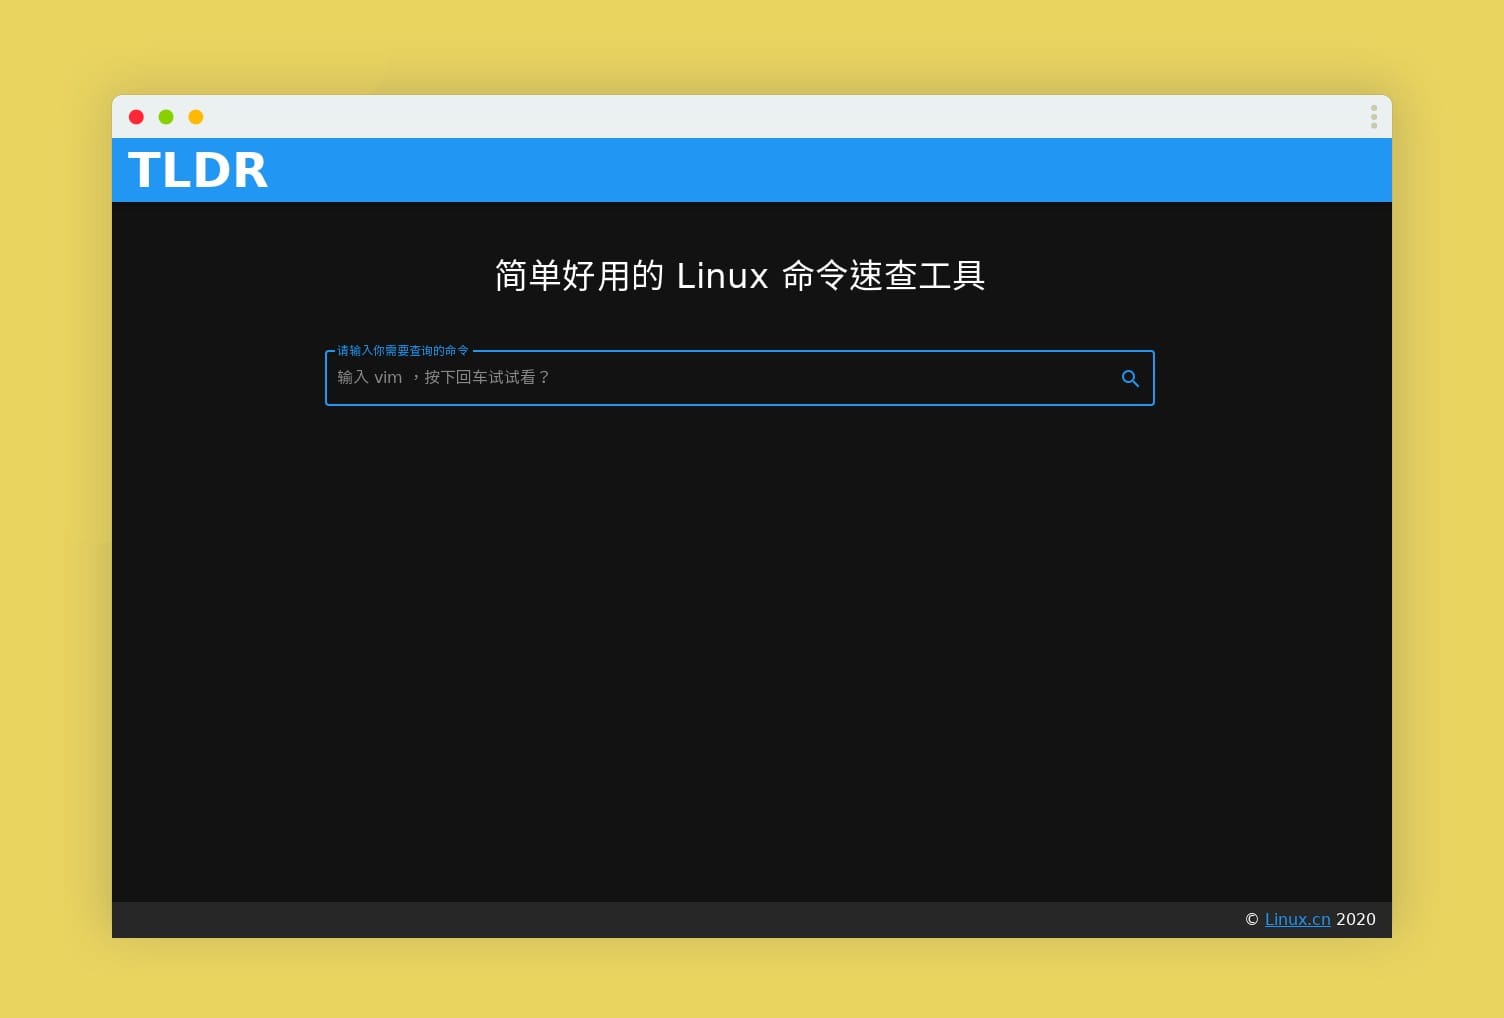 TLDR
简单好用的 Linux 命令速查工具
请输入你需要查询的命令
输入 vim ，按下回车试试看？
© Linux.cn 2020